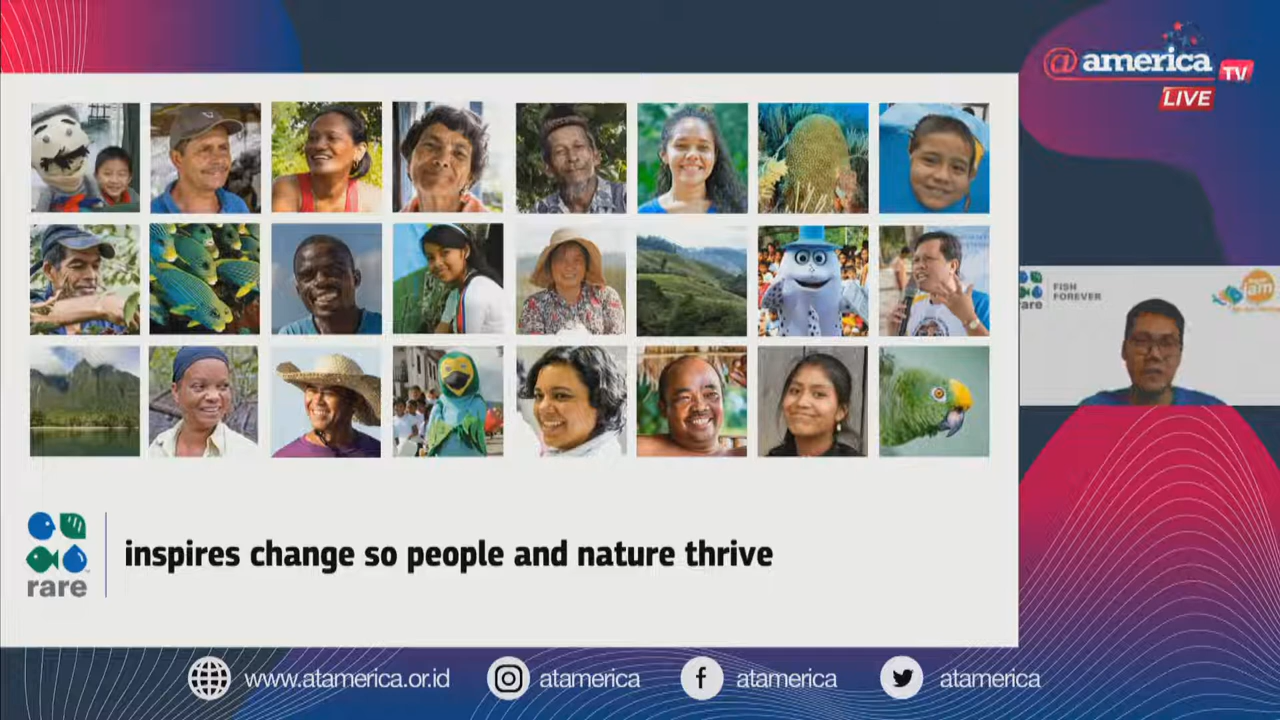 @america
TV
LIVE
rare
FISH
FOREVER
iam
rare
inspires change so people and nature thrive
www.atamerica.or.id
atamerica
atamerica
atamerica